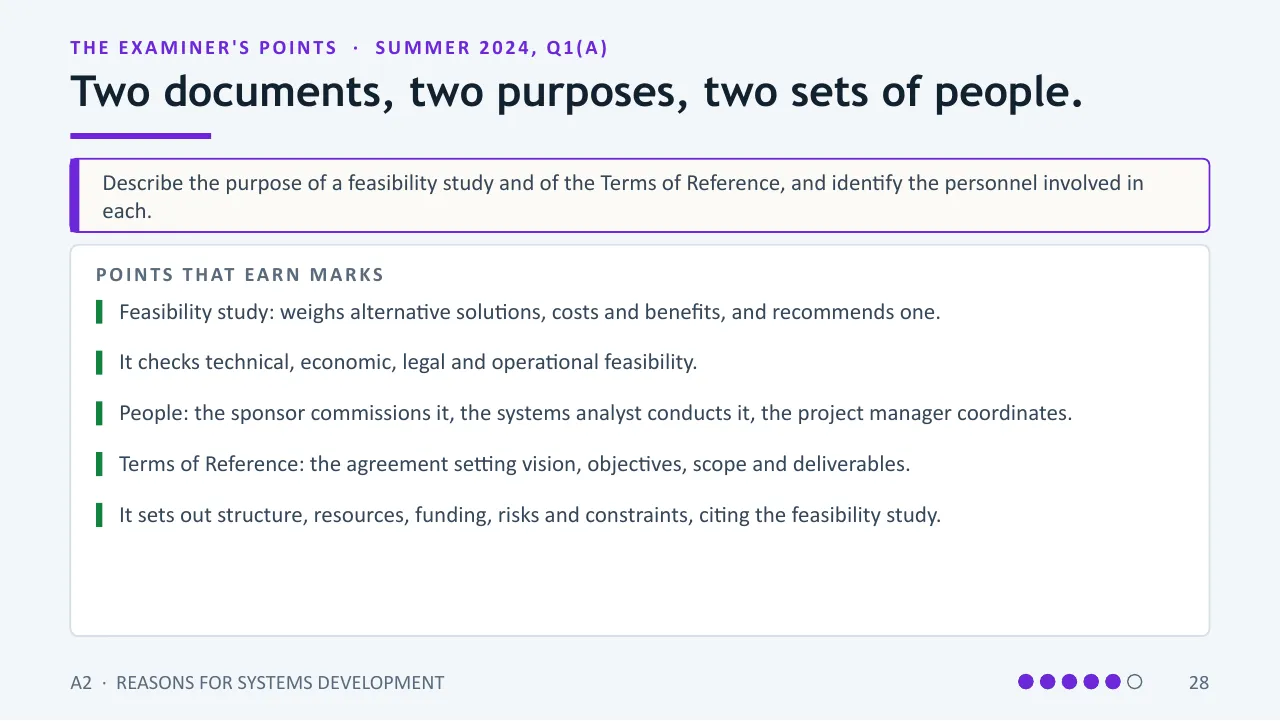 THE EXAMINER'S POINTS · SUMMER 2024, Q1(A)
Two documents, two purposes, two sets of people.
Describe the purpose of a feasibility study and of the Terms of Reference, and identify the personnel involved in
each.
POINTS THAT EARN MARKS
Feasibility study: weighs alternative solutions, costs and benefits, and recommends one.
It checks technical, economic, legal and operational feasibility.
People: the sponsor commissions it, the systems analyst conducts it, the project manager coordinates.
Terms of Reference: the agreement setting vision, objectives, scope and deliverables.
It sets out structure, resources, funding, risks and constraints, citing the feasibility study.
A2 · REASONS FOR SYSTEMS DEVELOPMENT
28